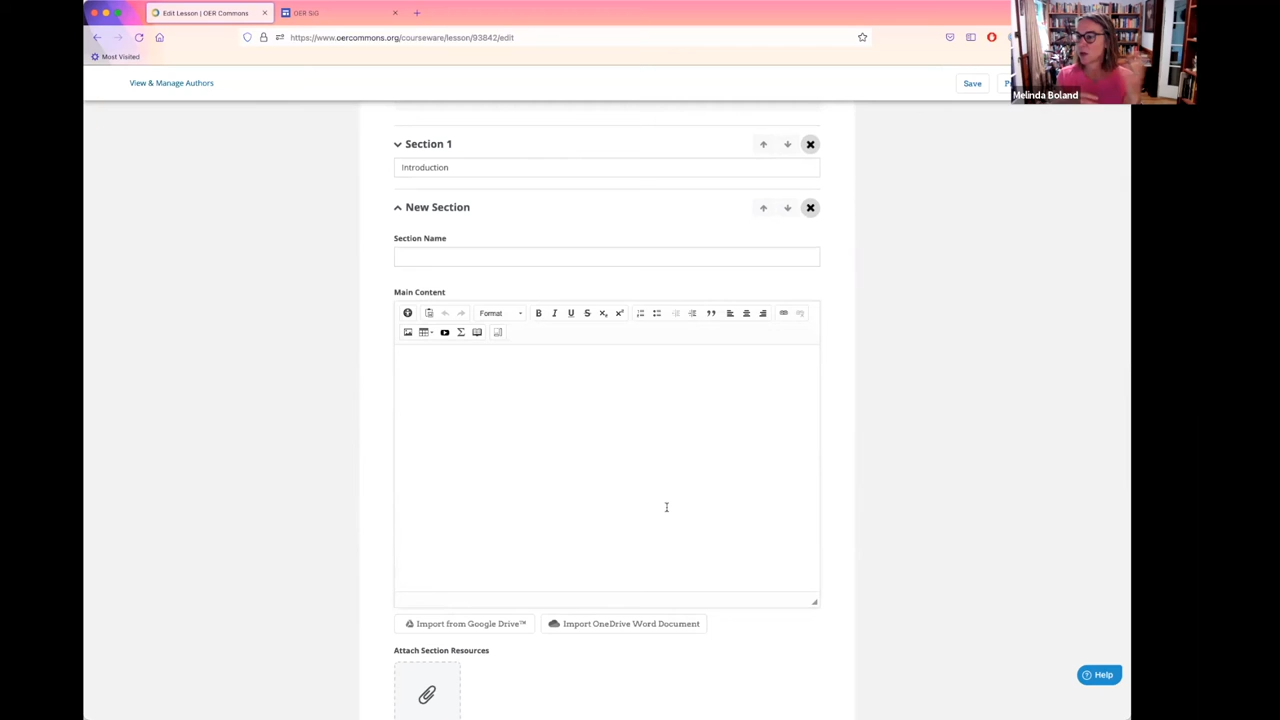 Edit Lesson | OER Commons
OER SIG
https://www.oercommons.org/courseware/lesson/93842/edit
Most Visited
View & Manage Authors
Save
Melinda Boland
Section 1
Introduction
New Section
Section Name
Main Content
Format
B I U S x₂ x²
Import from Google Drive™
Import OneDrive Word Document
Attach Section Resources
Help